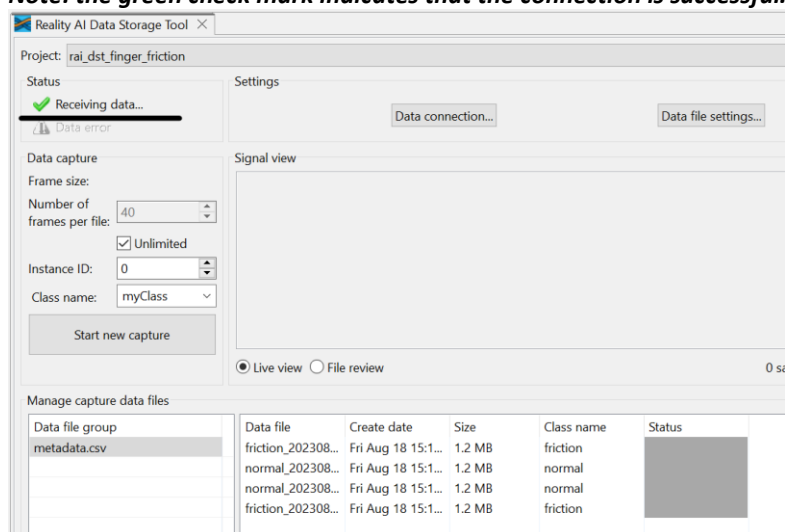 Note: the green check mark indicates that the connection is successful.
Reality AI Data Storage Tool
Project: rai_dst_finger_friction
Status
Settings
Receiving data...
Data connection...
Data file settings...
Data error
Data capture
Signal view
Frame size:
Number of
frames per file:
40
Unlimited
Instance ID:
0
Class name:
myClass
Start new capture
Live view
File review
0 sa
Manage capture data files
Data file group
Data file Create date Size Class name Status
metadata.csv
friction_202308... Fri Aug 18 15:1... 1.2 MB friction
normal_202308... Fri Aug 18 15:1... 1.2 MB normal
normal_202308... Fri Aug 18 15:1... 1.2 MB normal
friction_202308... Fri Aug 18 15:1... 1.2 MB friction